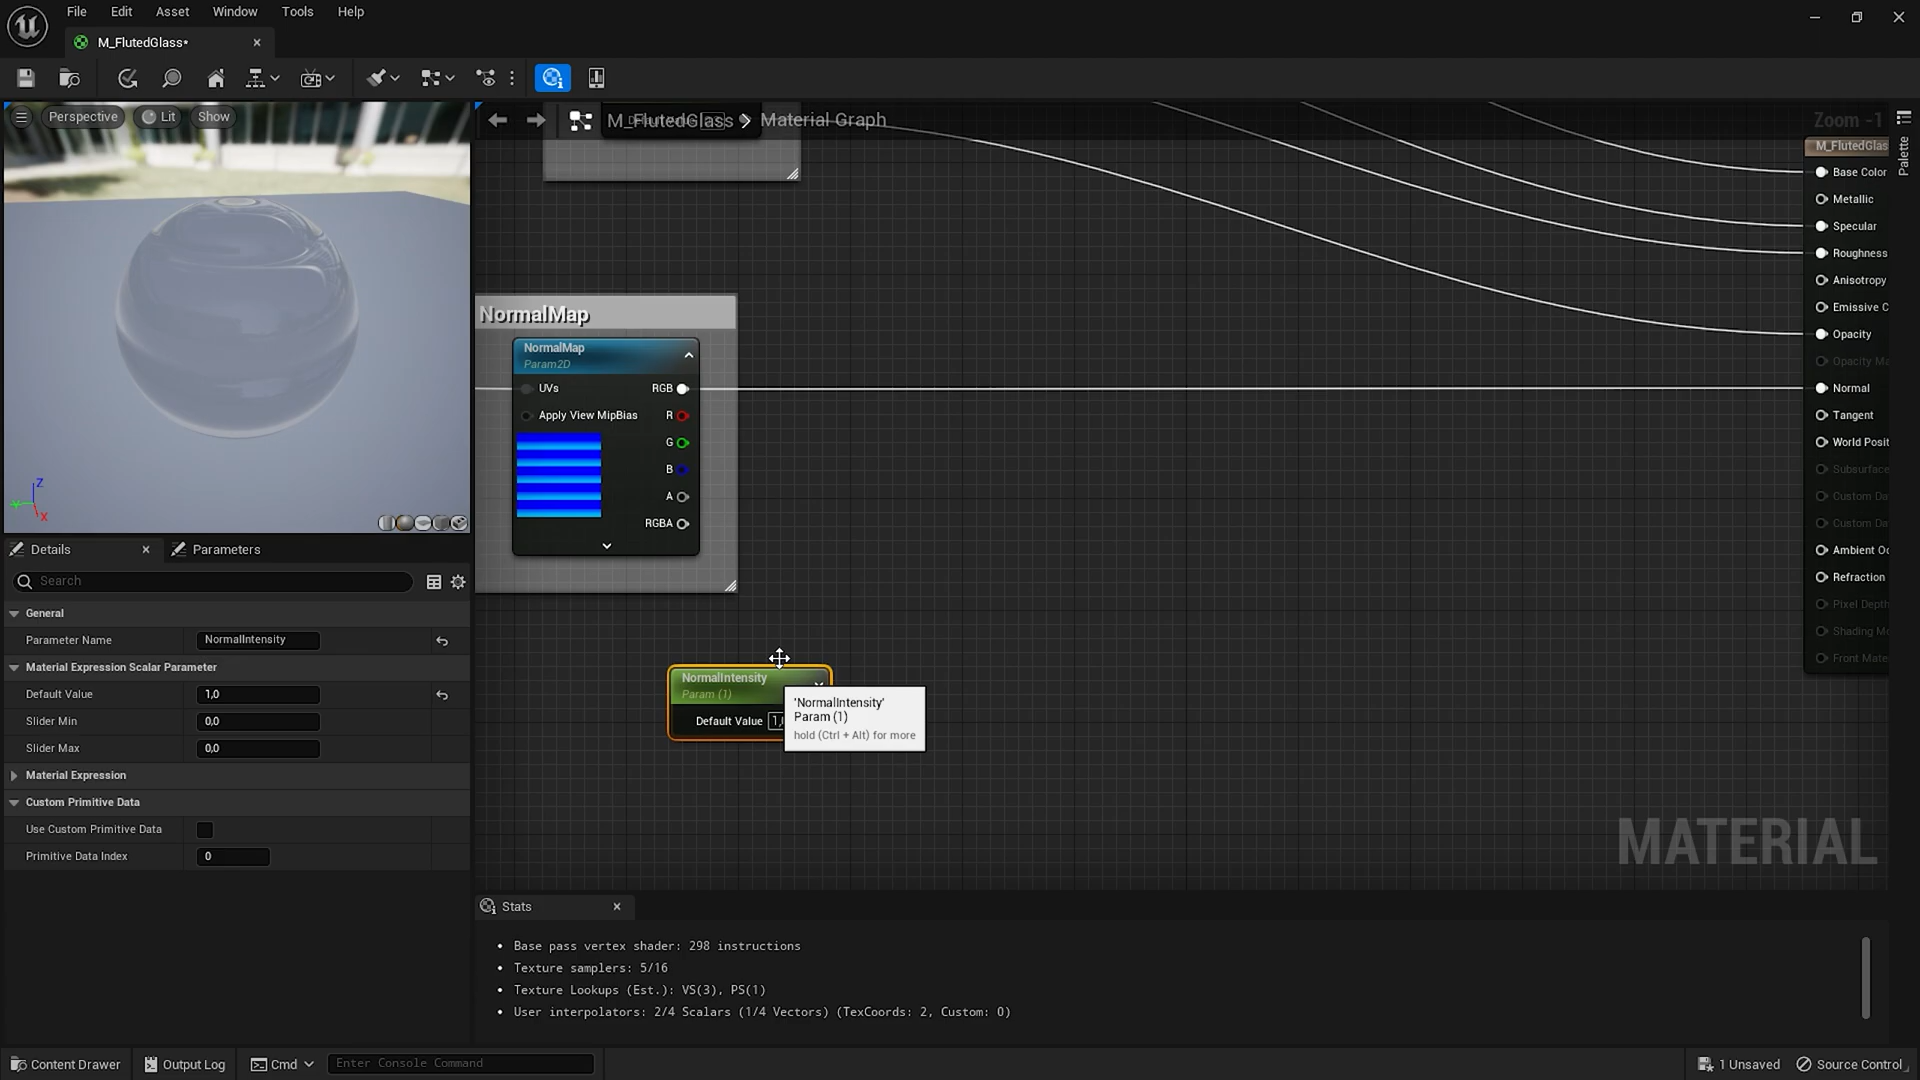 File Edit Asset Window Tools Help
M_FlutedGlass*
Perspective Lit Show
M_FlutedGlass Material Graph
Zoom -1
Palette
M_FlutedGlas
Base Color
Metallic
Specular
Roughness
Anisotropy
Emissive C
Opacity
Opacity Ma
Normal
Tangent
World Posit
Subsurface
Custom Da
Custom Da
Ambient Oc
Refraction
Pixel Depth
Shading Mo
Front Mate
NormalMap
NormalMap
Param2D
UVs RGB
Apply View MipBias R
G
B
A
RGBA
Z
X
NormalIntensity
Param (1)
Default Value 1,
'NormalIntensity'
Param (1)
hold (Ctrl + Alt) for more
MATERIAL
Details Parameters
Search
General
Parameter Name NormalIntensity
Material Expression Scalar Parameter
Default Value 1,0
Slider Min 0,0
Slider Max 0,0
Material Expression
Custom Primitive Data
Use Custom Primitive Data
Primitive Data Index 0
Stats
• Base pass vertex shader: 298 instructions
• Texture samplers: 5/16
• Texture Lookups (Est.): VS(3), PS(1)
• User interpolators: 2/4 Scalars (1/4 Vectors) (TexCoords: 2, Custom: 0)
Content Drawer Output Log Cmd Enter Console Command 1 Unsaved Source Control